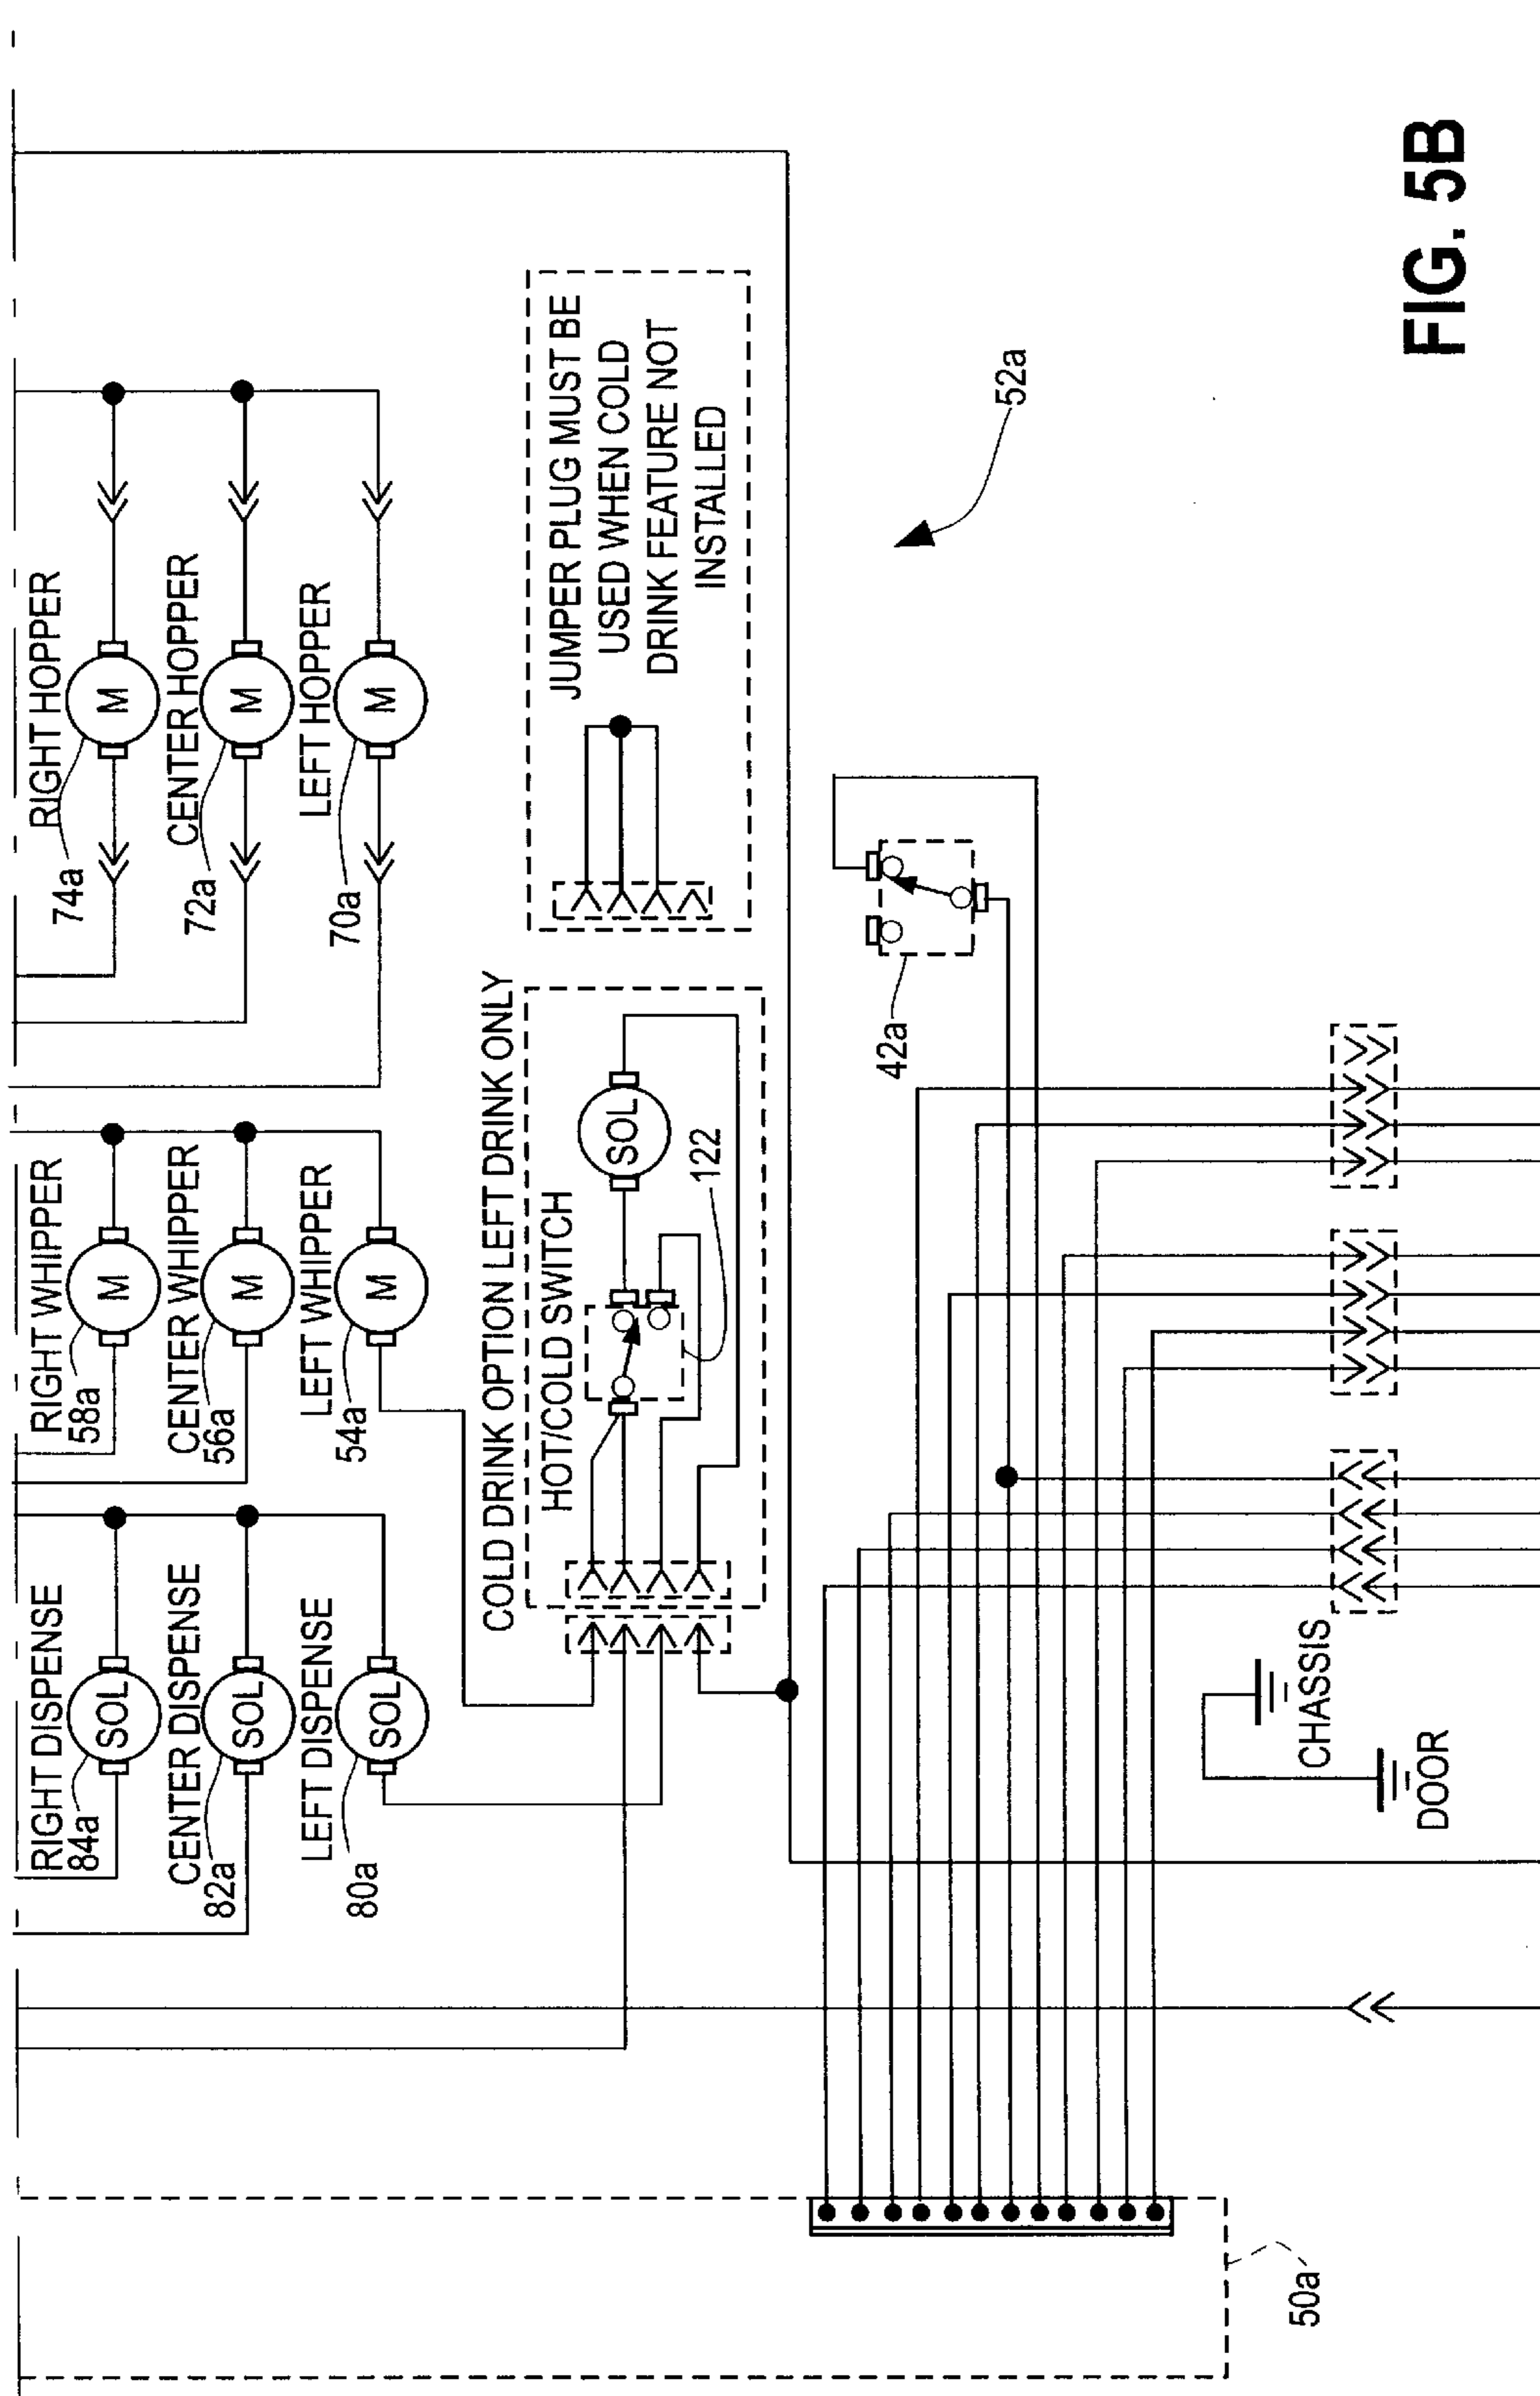 RIGHT DISPENSE
84a
SOL
CENTER DISPENSE
82a
SOL
LEFT DISPENSE
80a
SOL
RIGHT WHIPPER
58a
M
CENTER WHIPPER
56a
M
LEFT WHIPPER
54a
M
RIGHT HOPPER
74a
M
CENTER HOPPER
72a
M
LEFT HOPPER
70a
M
COLD DRINK OPTION LEFT DRINK ONLY
HOT/COLD SWITCH
SOL
122
JUMPER PLUG MUST BE
USED WHEN COLD
DRINK FEATURE NOT
INSTALLED
42a
52a
CHASSIS
DOOR
50a
FIG. 5B